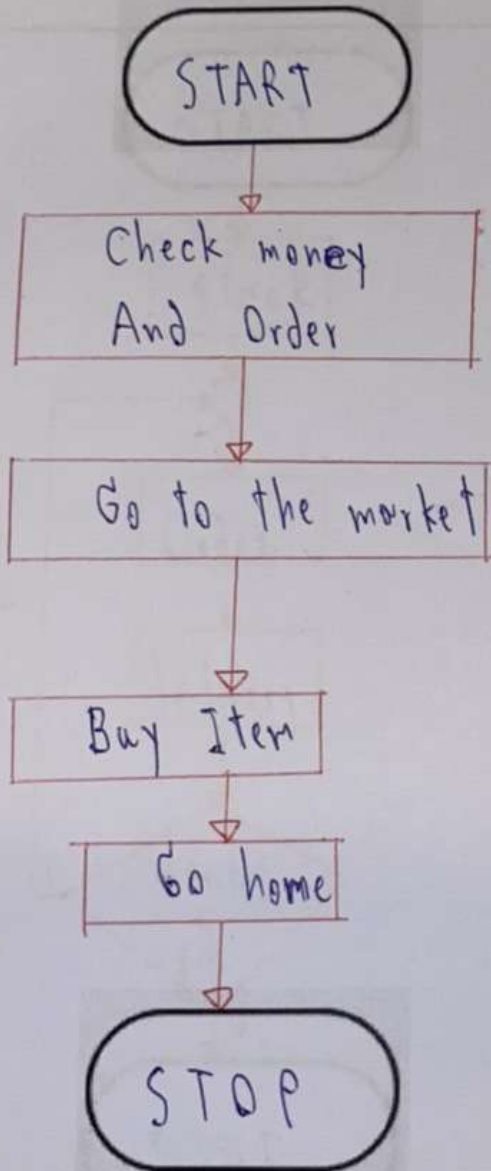 START
Check money
And Order
Go to the market
Buy Item
Go home
STOP